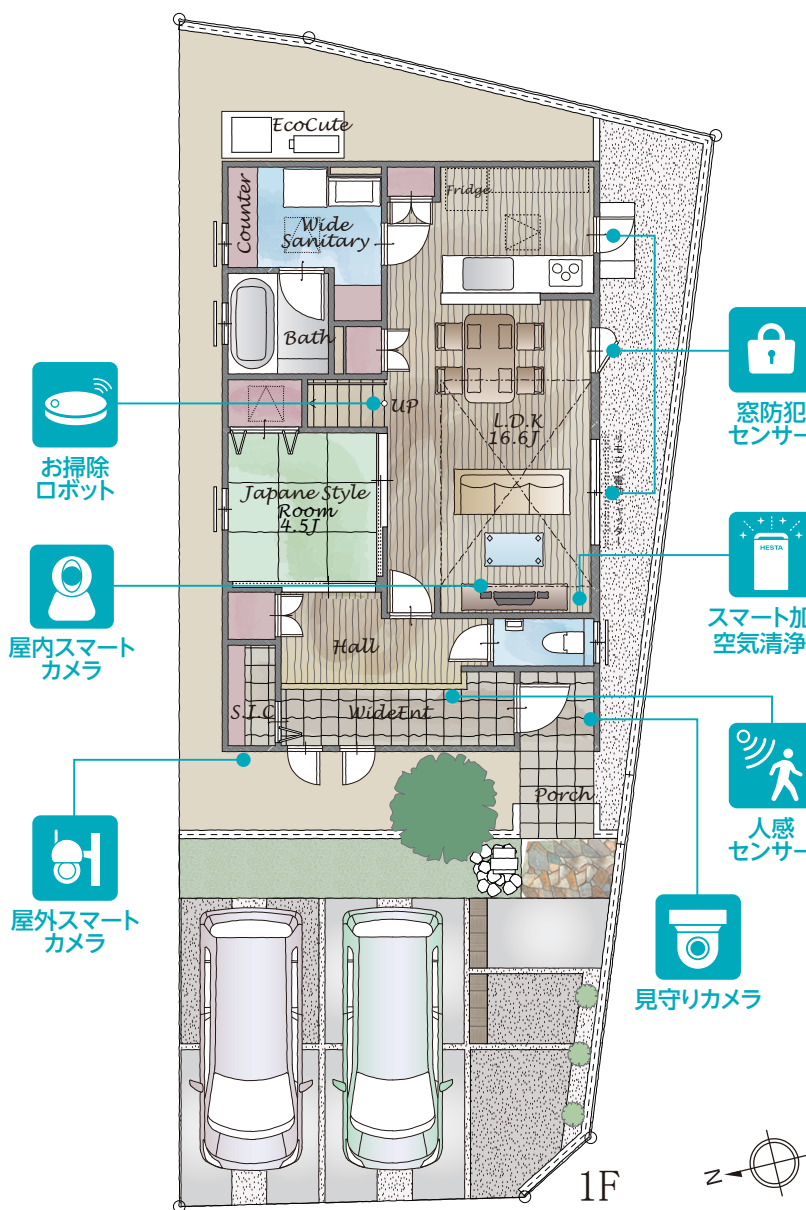 EcoCute
Counter
Wide
Sanitary
Fridge
Bath
お掃除
ロボット
UP
L.D.K
16.6J
窓防犯
センサー
Japane Style
Room
4.5J
屋内スマート
カメラ
HESTA
スマート加
空気清浄
Hall
S.I.C
WideEnt
Porch
人感
センサー
屋外スマート
カメラ
見守りカメラ
1F
N